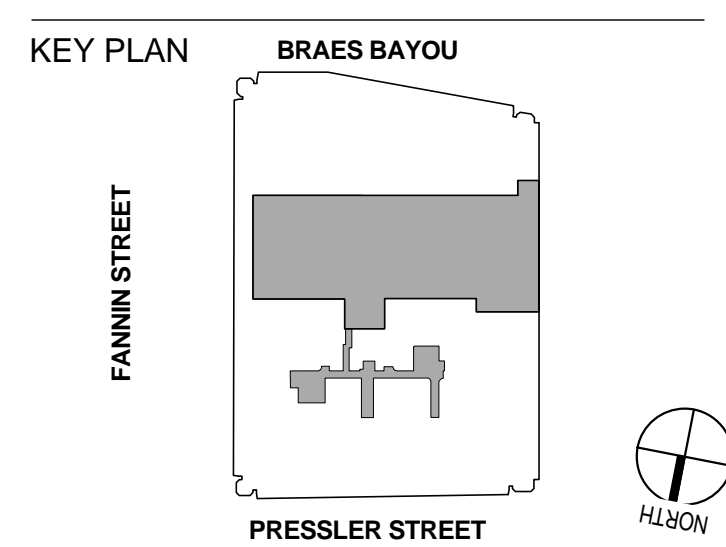 KEY PLAN
BRAES BAYOU
FANNIN STREET
PRESSLER STREET
NORTH